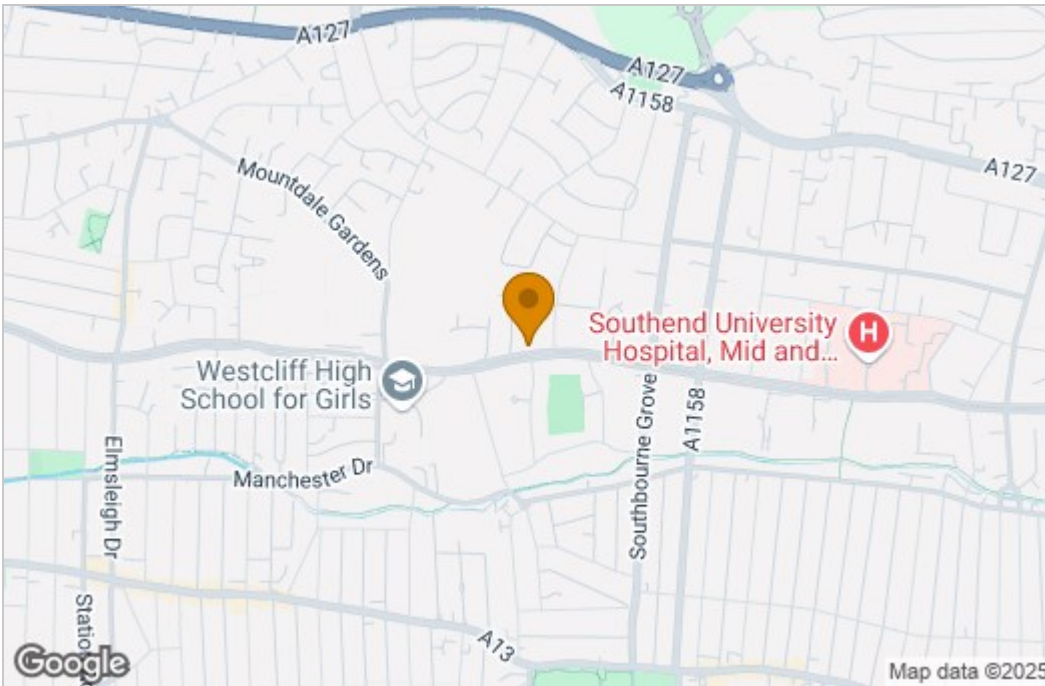 A127
A127
A1158
A127
Mountdale Gardens
Southend University
Hospital, Mid and...
H
Westcliff High
School for Girls
Southbourne Grove
A1158
Elmsleigh Dr
Manchester Dr
A13
Google
Map data ©2025